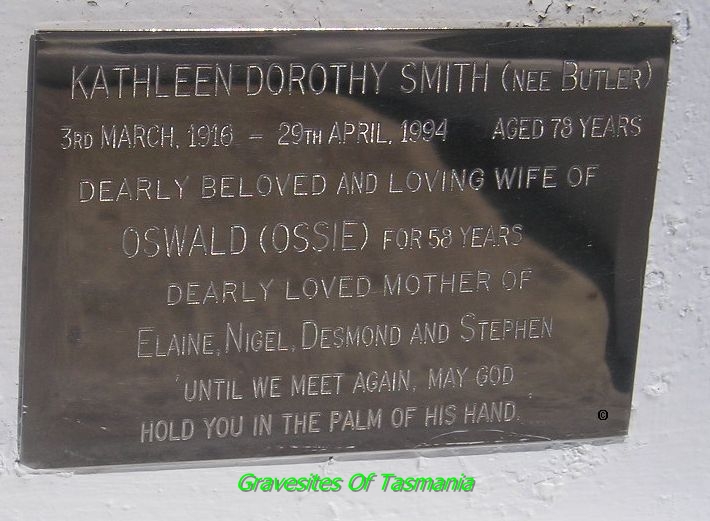 KATHLEEN DOROTHY SMITH (NEE BUTLER)
3RD MARCH, 1916 - 29TH APRIL, 1994 AGED 78 YEARS
DEARLY BELOVED AND LOVING WIFE OF
OSWALD (OSSIE) FOR 58 YEARS
DEARLY LOVED MOTHER OF
ELAINE, NIGEL, DESMOND AND STEPHEN
'UNTIL WE MEET AGAIN, MAY GOD
HOLD YOU IN THE PALM OF HIS HAND.
©
Gravesites Of Tasmania